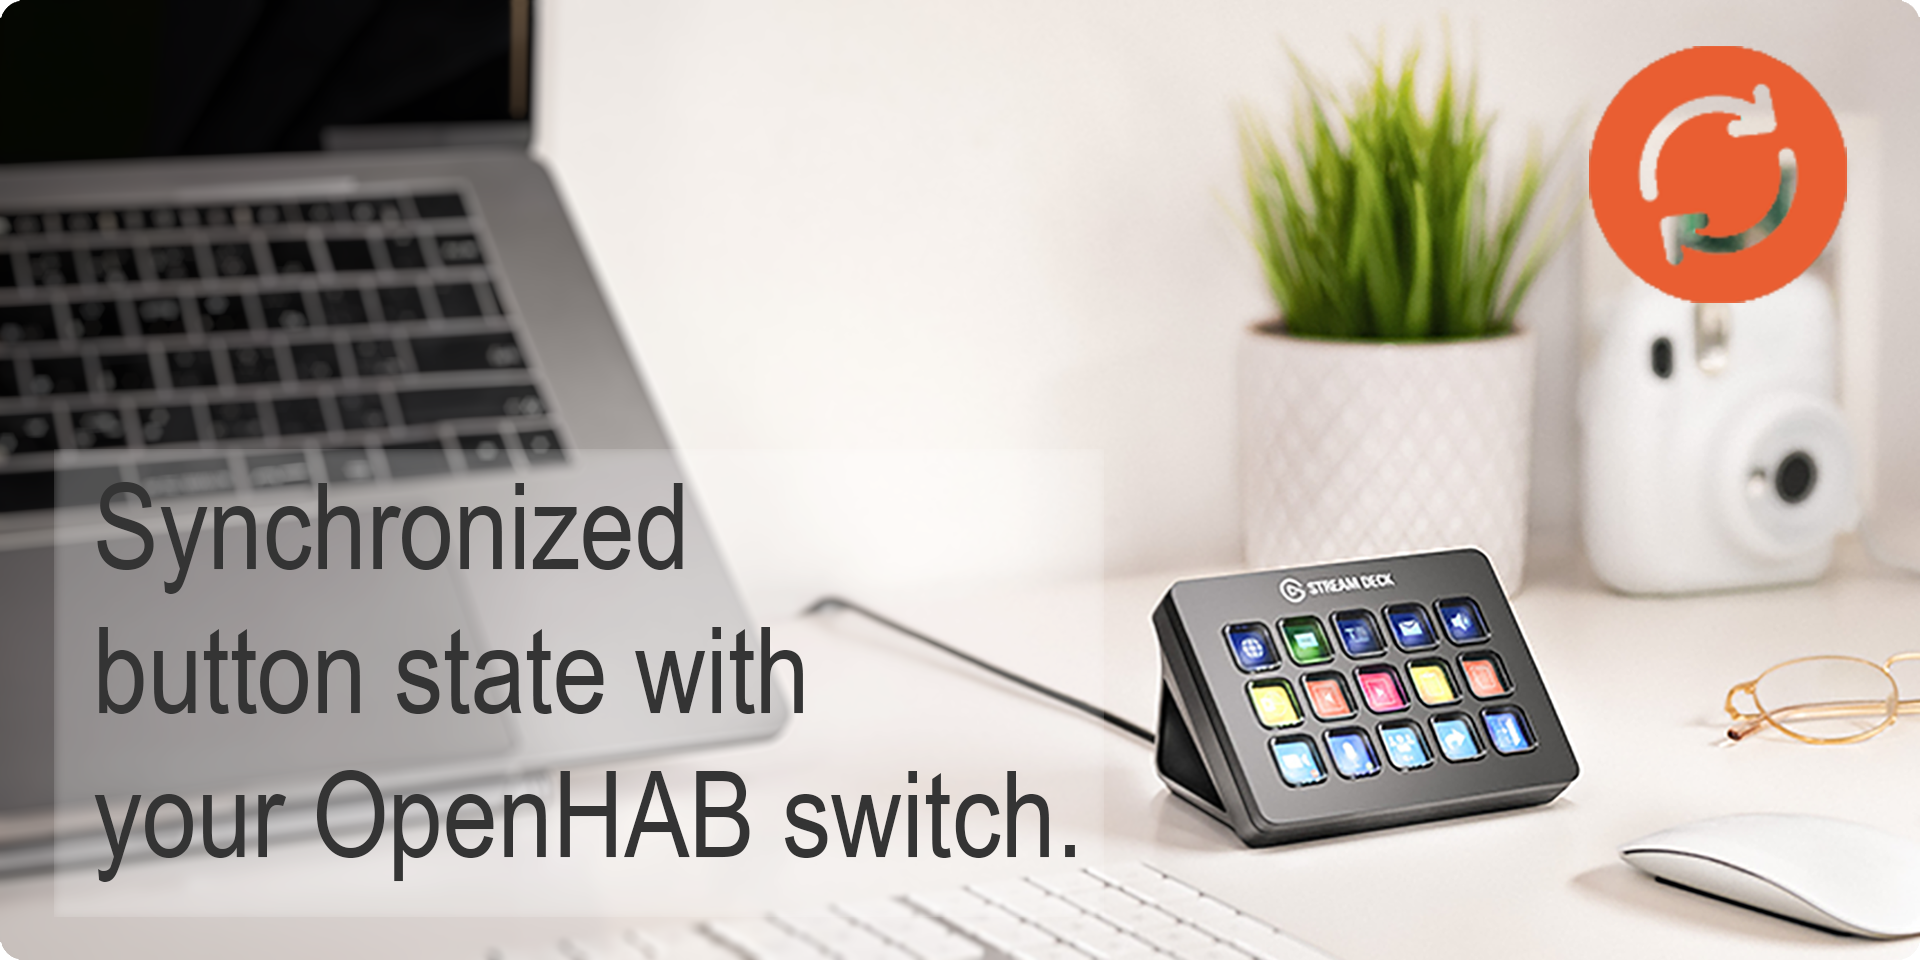 Synchronized
button state with
your OpenHAB switch.
STREAM DECK